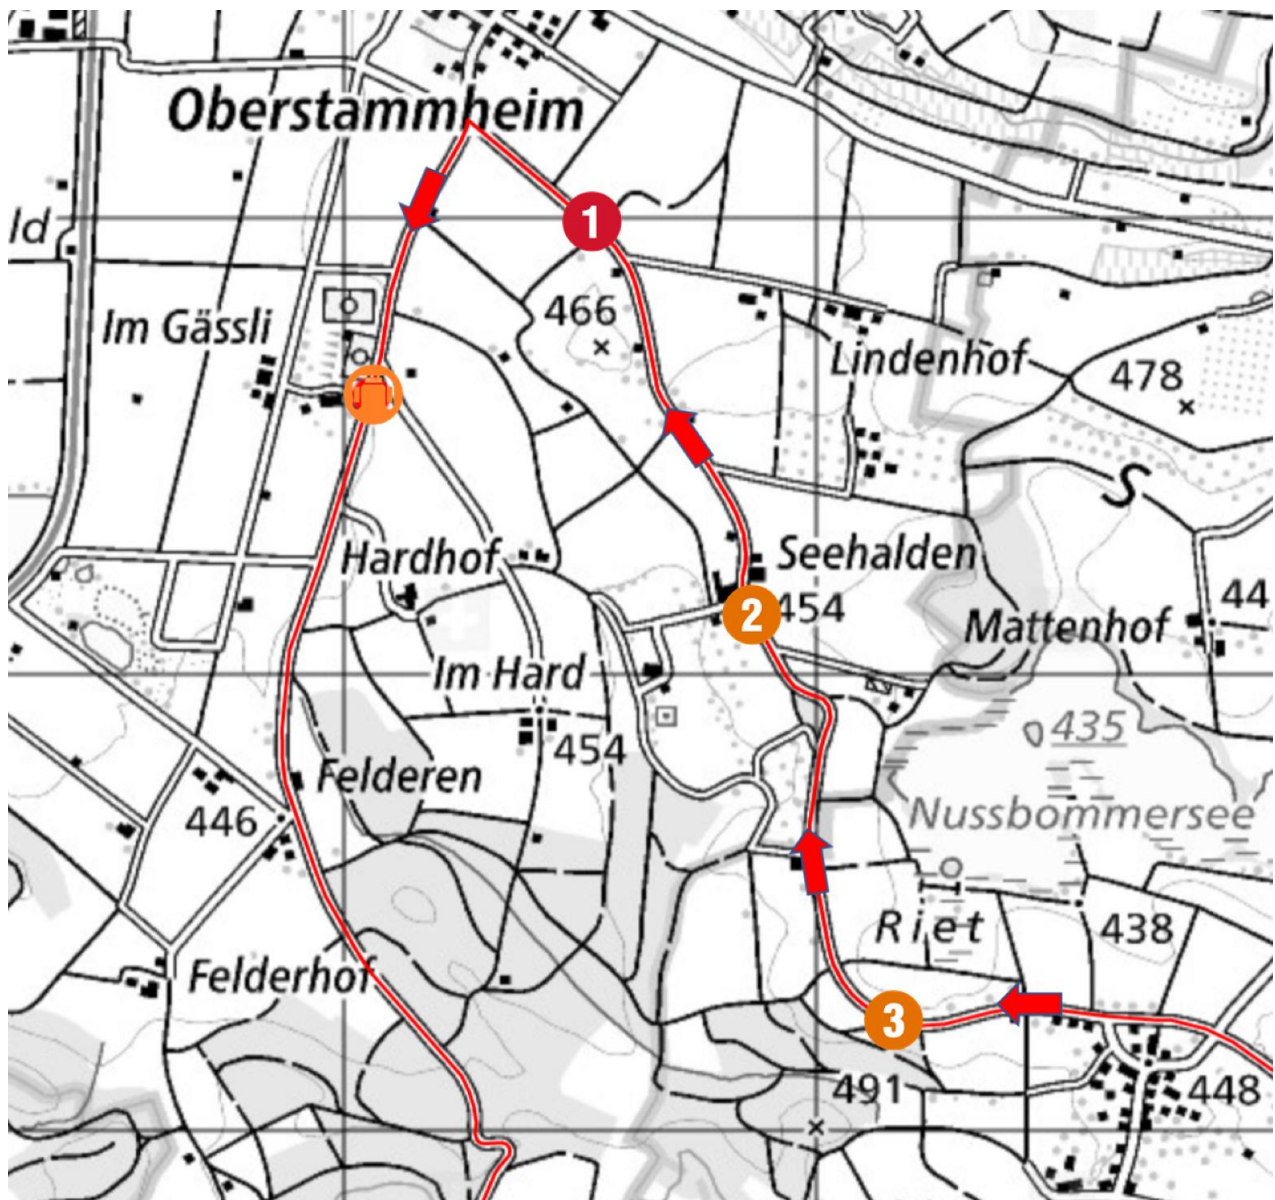 Oberstammheim
ld
1
466
Im Gässli
Lindenhof
478
S
Hardhof
Seehalden
2
454
44
Mattenhof
Im Hard
454
435
Felderen
446
Nussbommersee
Riet
438
Felderhof
3
491
448